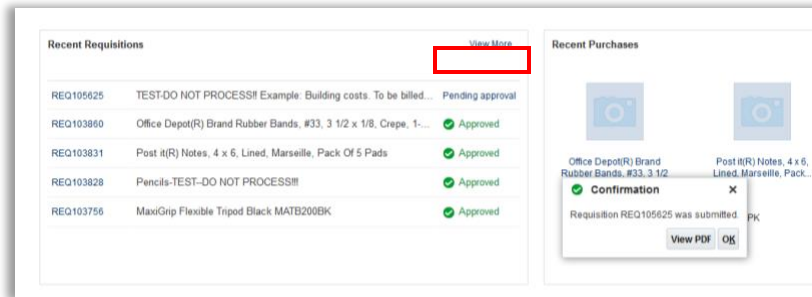 Recent Requisitions
View More
REQ105625 TEST-DO NOT PROCESS!! Example: Building costs. To be billed... Pending approval
REQ103860 Office Depot(R) Brand Rubber Bands, #33, 3 1/2 x 1/8, Crepe, 1-... Approved
REQ103831 Post it(R) Notes, 4 x 6, Lined, Marseille, Pack Of 5 Pads Approved
REQ103828 Pencils-TEST--DO NOT PROCESS!!! Approved
REQ103756 MaxiGrip Flexible Tripod Black MATB200BK Approved
Recent Purchases
Office Depot(R) Brand
Rubber Bands, #33, 3 1/2
Post it(R) Notes, 4 x 6,
Lined, Marseille, Pack...
PK
Confirmation
Requisition REQ105625 was submitted.
View PDF OK